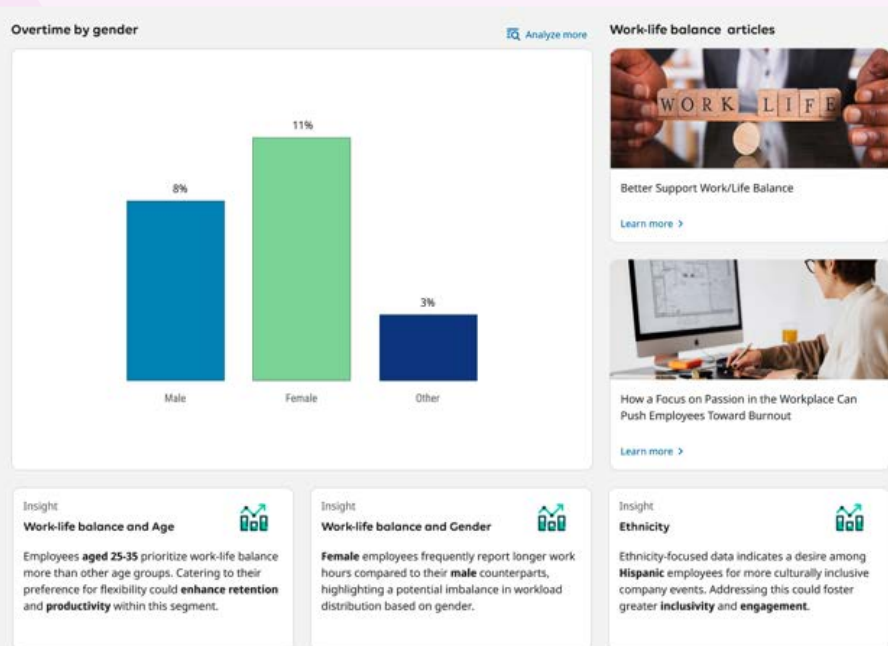 Overtime by gender
Analyze more
11%
8%
3%
Male
Female
Other
Work-life balance articles
WORK LIFE
Better Support Work/Life Balance
Learn more >
How a Focus on Passion in the Workplace Can
Push Employees Toward Burnout
Learn more >
Insight
Work-life balance and Age
Employees aged 25-35 prioritize work-life balance
more than other age groups. Catering to their
preference for flexibility could enhance retention
and productivity within this segment.
Insight
Work-life balance and Gender
Female employees frequently report longer work
hours compared to their male counterparts,
highlighting a potential imbalance in workload
distribution based on gender.
Insight
Ethnicity
Ethnicity-focused data indicates a desire among
Hispanic employees for more culturally inclusive
company events. Addressing this could foster
greater inclusivity and engagement.